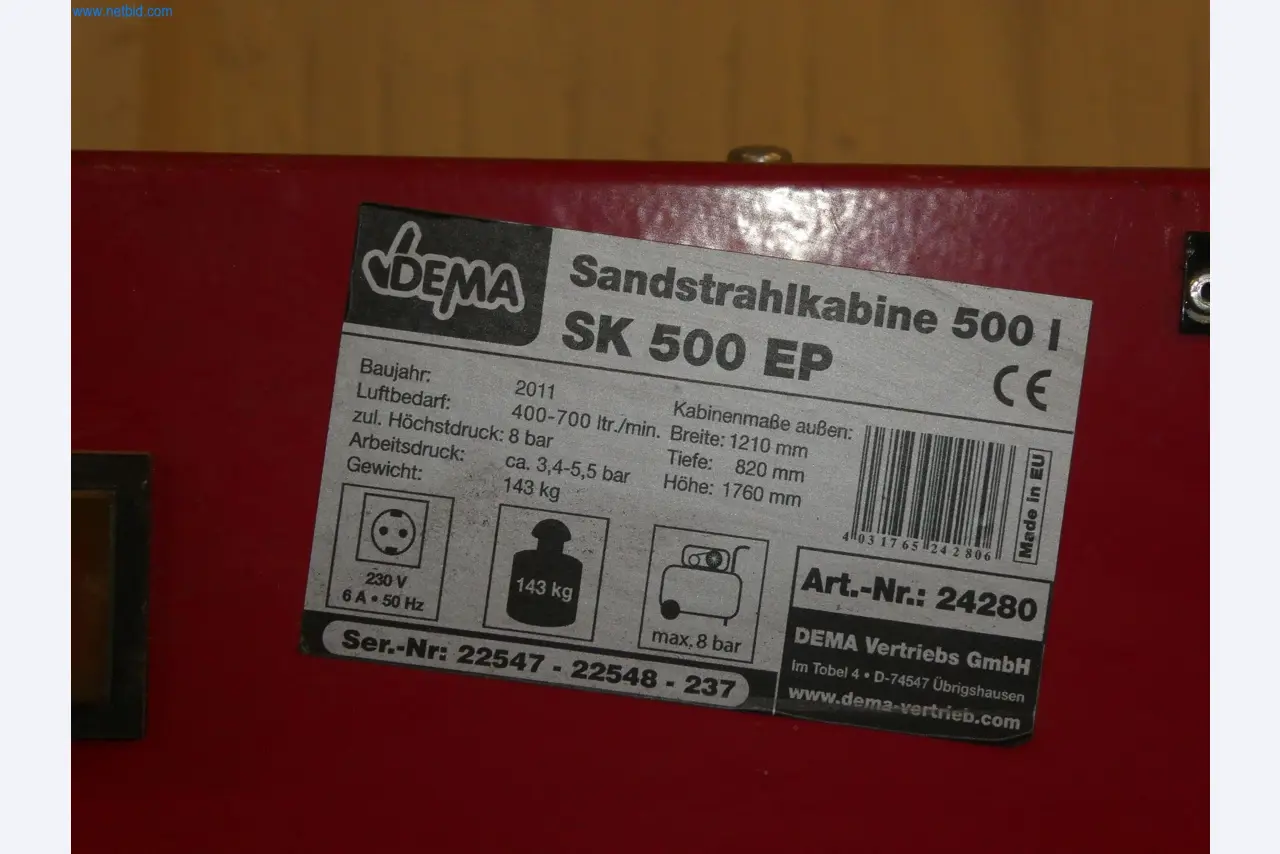 www.netbid.com
DEMA
Sandstrahlkabine 500 l
SK 500 EP
CE
Baujahr: 2011
Luftbedarf: 400-700 ltr./min.
zul. Höchstdruck: 8 bar
Arbeitsdruck: ca. 3,4-5,5 bar
Gewicht: 143 kg
Kabinenmaße außen:
Breite: 1210 mm
Tiefe: 820 mm
Höhe: 1760 mm
4 031765 242806
Made in EU
230 V
6 A • 50 Hz
143 kg
max. 8 bar
Art.-Nr.: 24280
Ser.-Nr: 22547 - 22548 - 237
DEMA Vertriebs GmbH
Im Tobel 4 • D-74547 Übrigshausen
www.dema-vertrieb.com